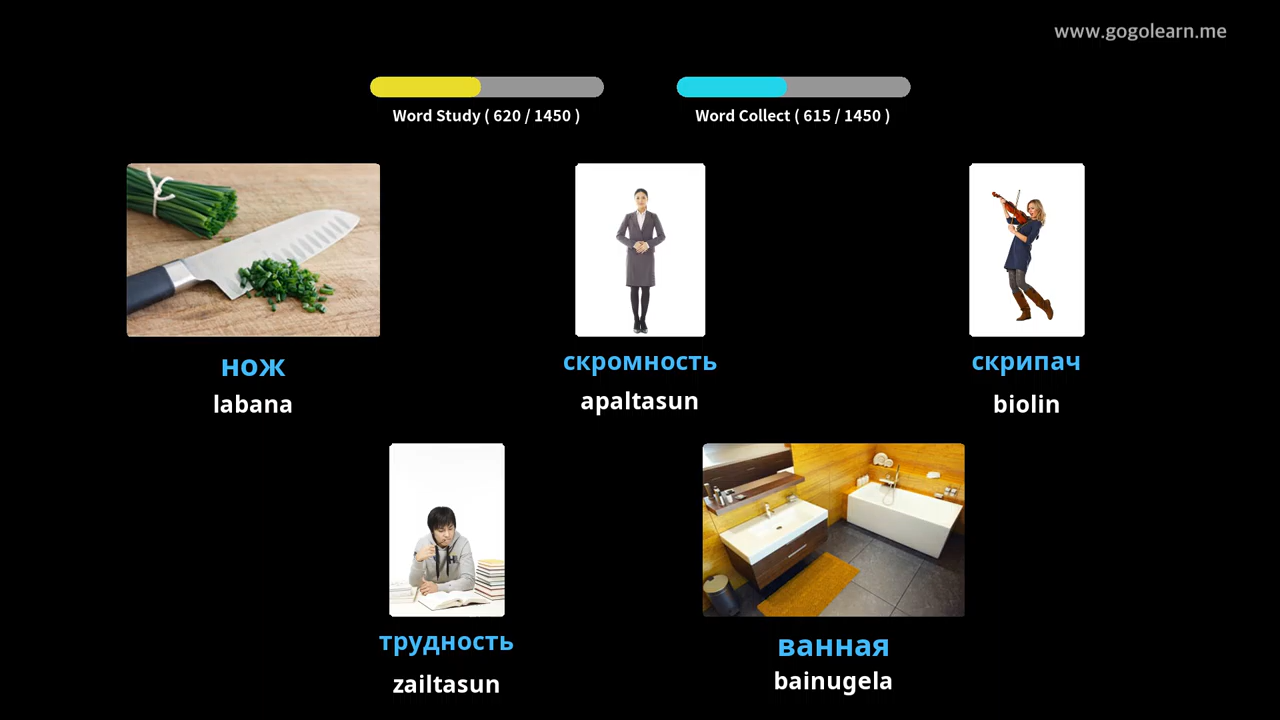 www.gogolearn.me
Word Study ( 620 / 1450 )
Word Collect ( 615 / 1450 )
нож
labana
скромность
apaltasun
скрипач
biolin
трудность
zailtasun
ванная
bainugela